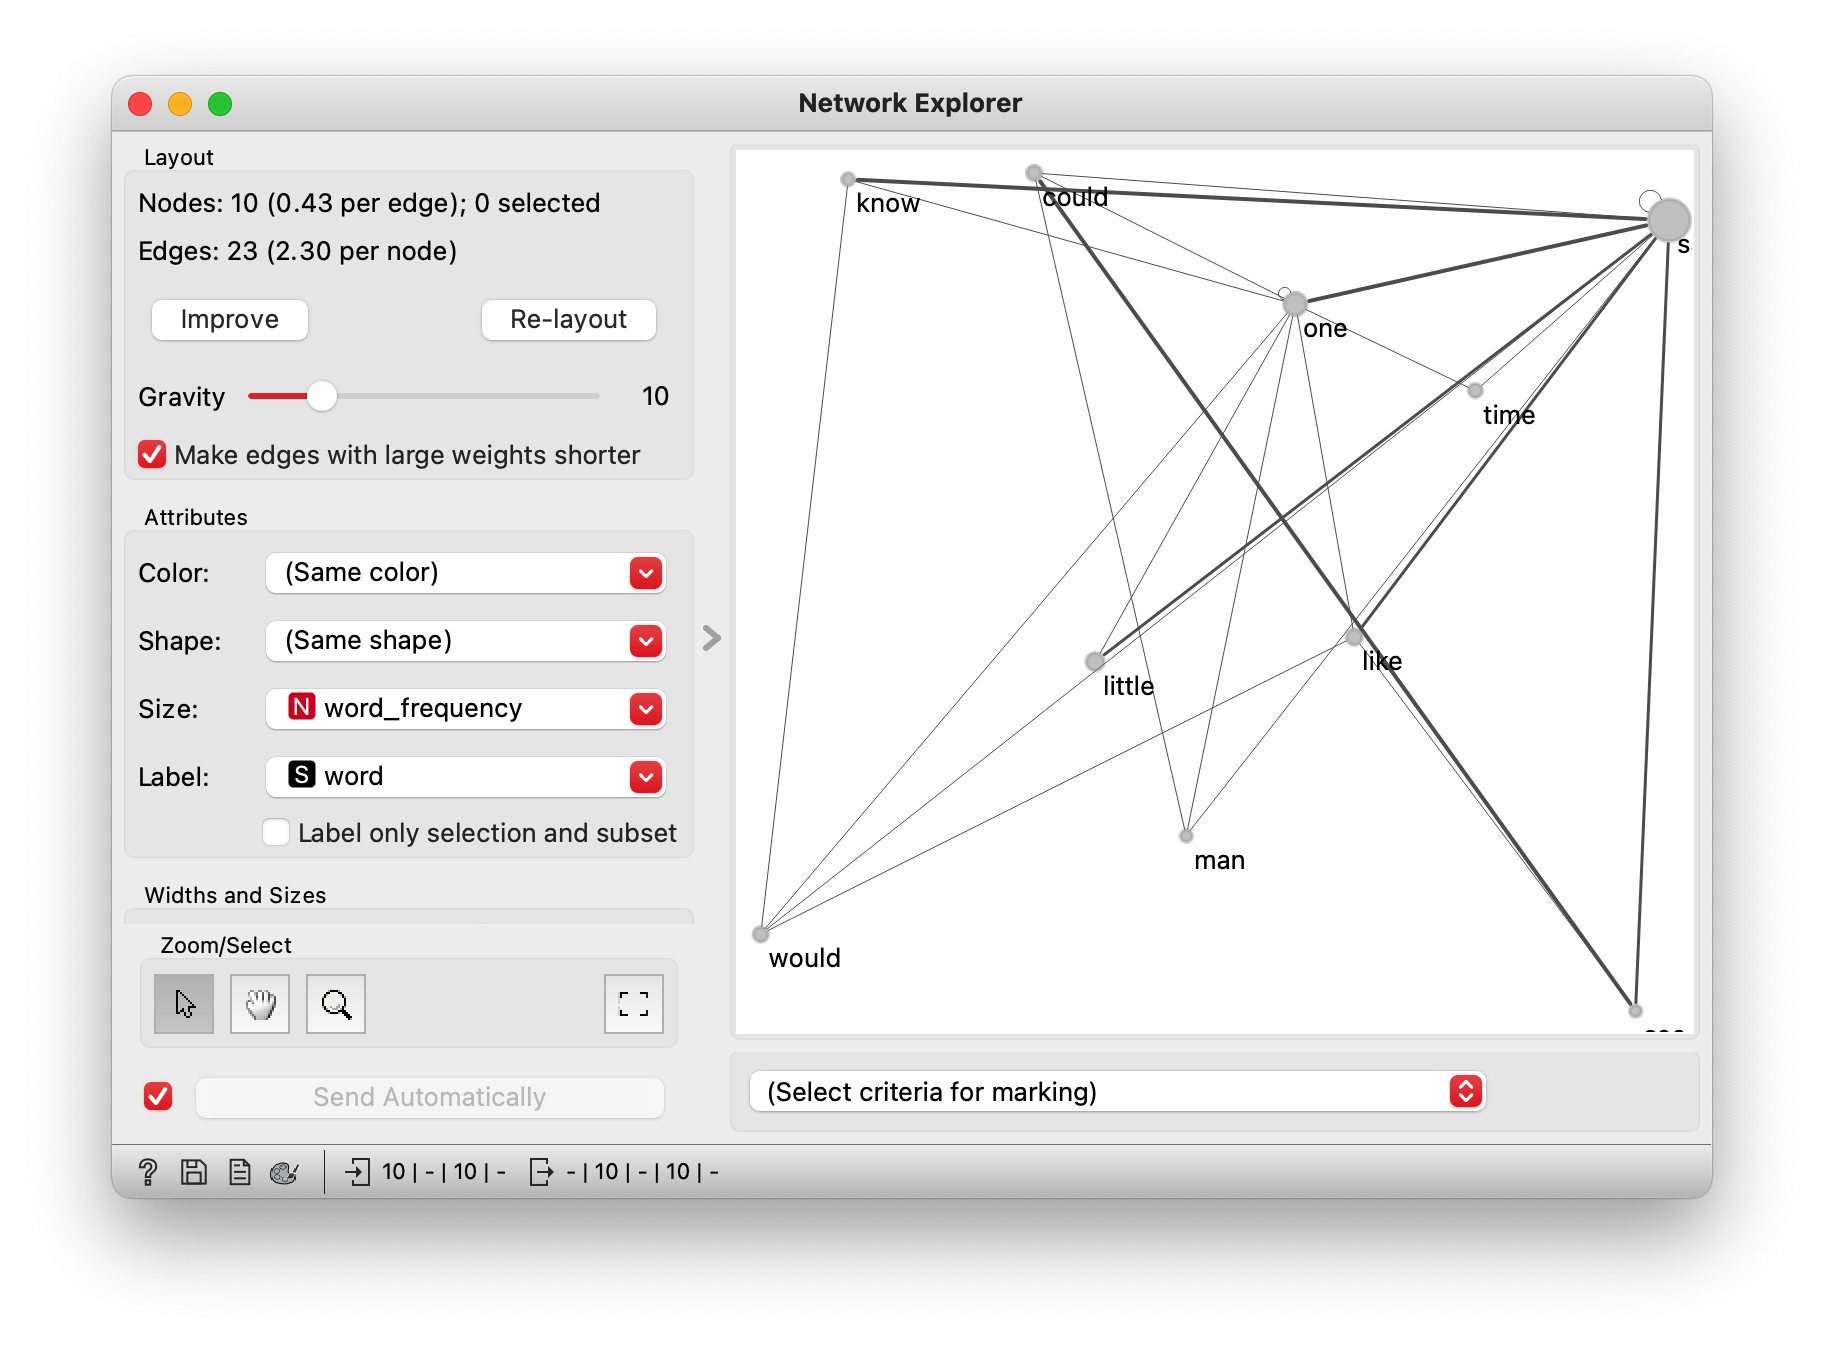 Network Explorer
Layout
Nodes: 10 (0.43 per edge); 0 selected
Edges: 23 (2.30 per node)
Improve
Re-layout
Gravity
10
Make edges with large weights shorter
Attributes
Color:
(Same color)
Shape:
(Same shape)
Size:
N word_frequency
Label:
S word
Label only selection and subset
Widths and Sizes
Zoom/Select
Send Automatically
know
could
s
one
time
like
little
man
would
(Select criteria for marking)
10 | - | 10 | -
- | 10 | - | 10 | -